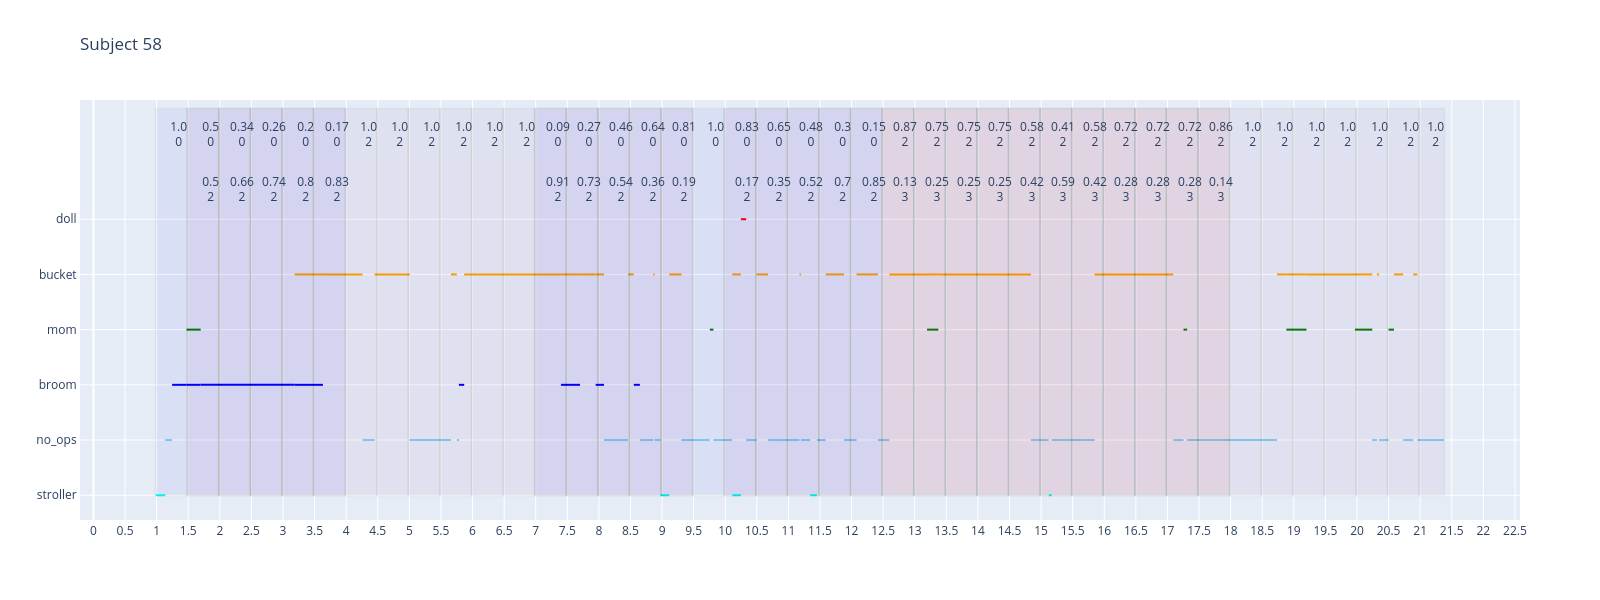 Subject 58
1.0 0.5 0.34 0.26 0.2 0.17 1.0 1.0 1.0 1.0 1.0 1.0 0.09 0.27 0.46 0.64 0.81 1.0 0.83 0.65 0.48 0.3 0.15 0.87 0.75 0.75 0.75 0.58 0.41 0.58 0.72 0.72 0.72 0.86 1.0 1.0 1.0 1.0 1.0 1.0 1.0
0 0 0 0 0 0 2 2 2 2 2 2 0 0 0 0 0 0 0 0 0 0 0 2 2 2 2 2 2 2 2 2 2 2 2 2 2 2 2 2 2
0.5 0.66 0.74 0.8 0.83 0.91 0.73 0.54 0.36 0.19 0.17 0.35 0.52 0.7 0.85 0.13 0.25 0.25 0.25 0.42 0.59 0.42 0.28 0.28 0.28 0.14
2 2 2 2 2 2 2 2 2 2 2 2 2 2 2 3 3 3 3 3 3 3 3 3 3 3
doll
bucket
mom
broom
no_ops
stroller
0 0.5 1 1.5 2 2.5 3 3.5 4 4.5 5 5.5 6 6.5 7 7.5 8 8.5 9 9.5 10 10.5 11 11.5 12 12.5 13 13.5 14 14.5 15 15.5 16 16.5 17 17.5 18 18.5 19 19.5 20 20.5 21 21.5 22 22.5